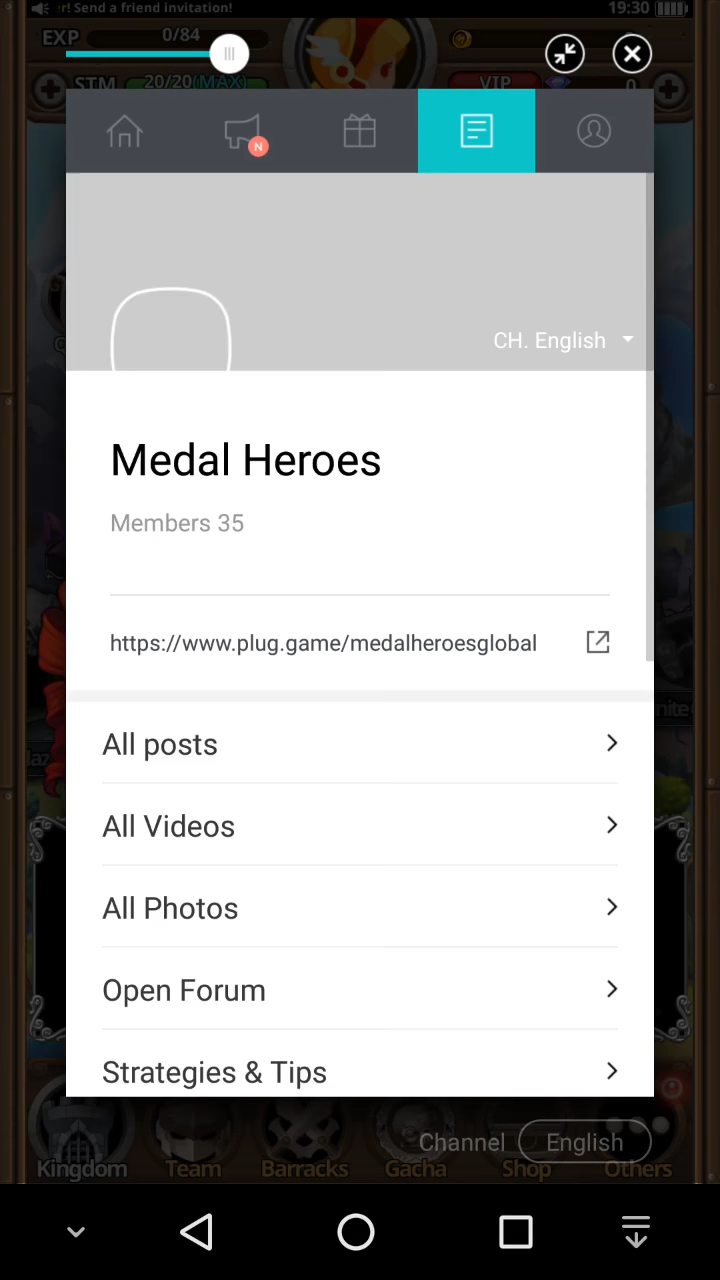 r! Send a friend invitation!
19:30
EXP
0/84
STM
20/20(MAX)
VIP
0
N
CH. English
Medal Heroes
Members 35
https://www.plug.game/medalheroesglobal
All posts
All Videos
All Photos
Open Forum
Strategies & Tips
Channel
English
Kingdom
Team
Barracks
Gacha
Shop
Others